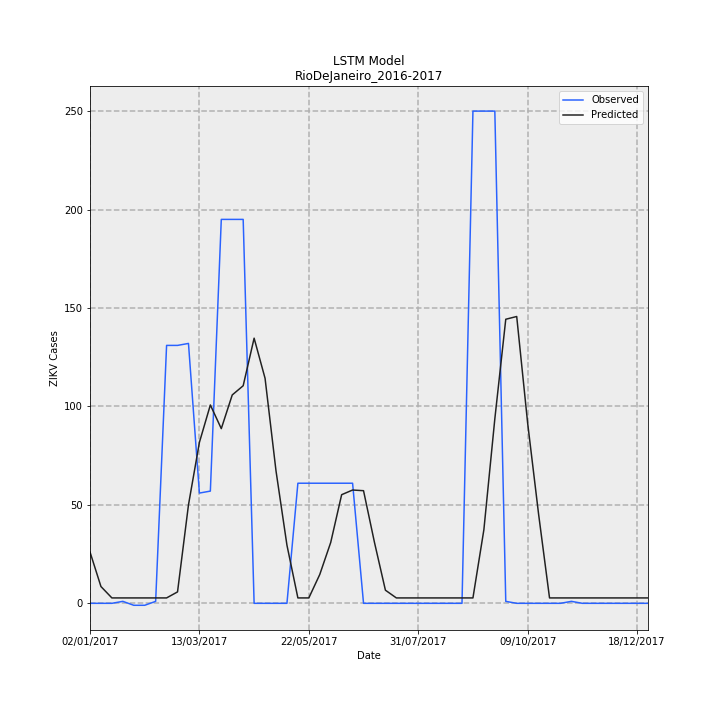 LSTM Model
RioDeJaneiro_2016-2017
Observed
Predicted
250
200
150
100
50
0
ZIKV Cases
02/01/2017 13/03/2017 22/05/2017 31/07/2017 09/10/2017 18/12/2017
Date